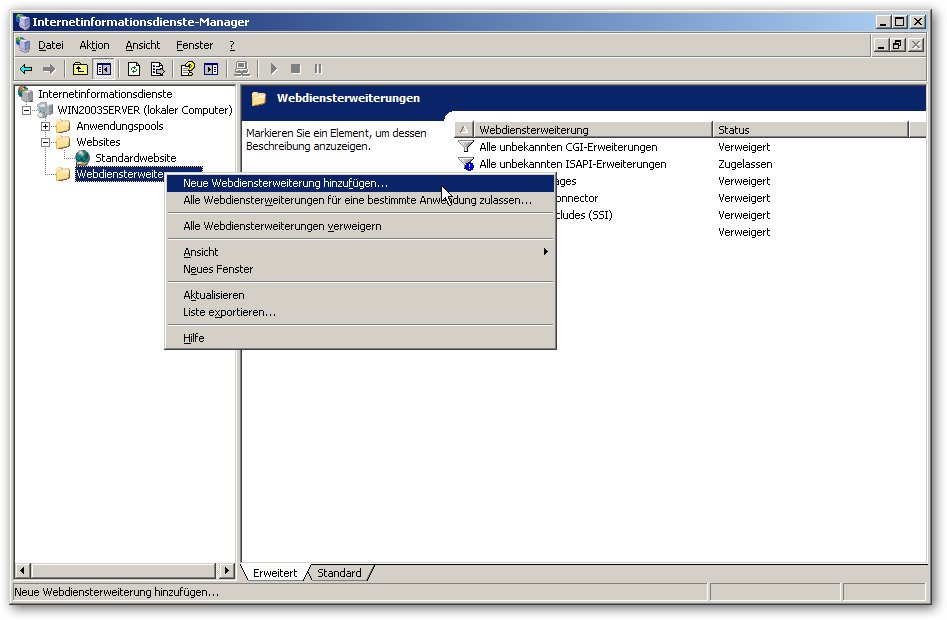 Internetinformationsdienste-Manager
Datei Aktion Ansicht Fenster ?
Internetinformationsdienste
WIN2003SERVER (lokaler Computer)
Anwendungspools
Websites
Standardwebsite
Webdiensterweite
Webdiensterweiterungen
Markieren Sie ein Element, um dessen
Beschreibung anzuzeigen.
Webdiensterweiterung Status
Alle unbekannten CGI-Erweiterungen Verweigert
Alle unbekannten ISAPI-Erweiterungen Zugelassen
ages Verweigert
onnector Verweigert
cludes (SSI) Verweigert
Verweigert
Neue Webdiensterweiterung hinzufügen...
Alle Webdiensterweiterungen für eine bestimmte Anwendung zulassen...
Alle Webdiensterweiterungen verweigern
Ansicht
Neues Fenster
Aktualisieren
Liste exportieren...
Hilfe
Erweitert Standard
Neue Webdiensterweiterung hinzufügen...